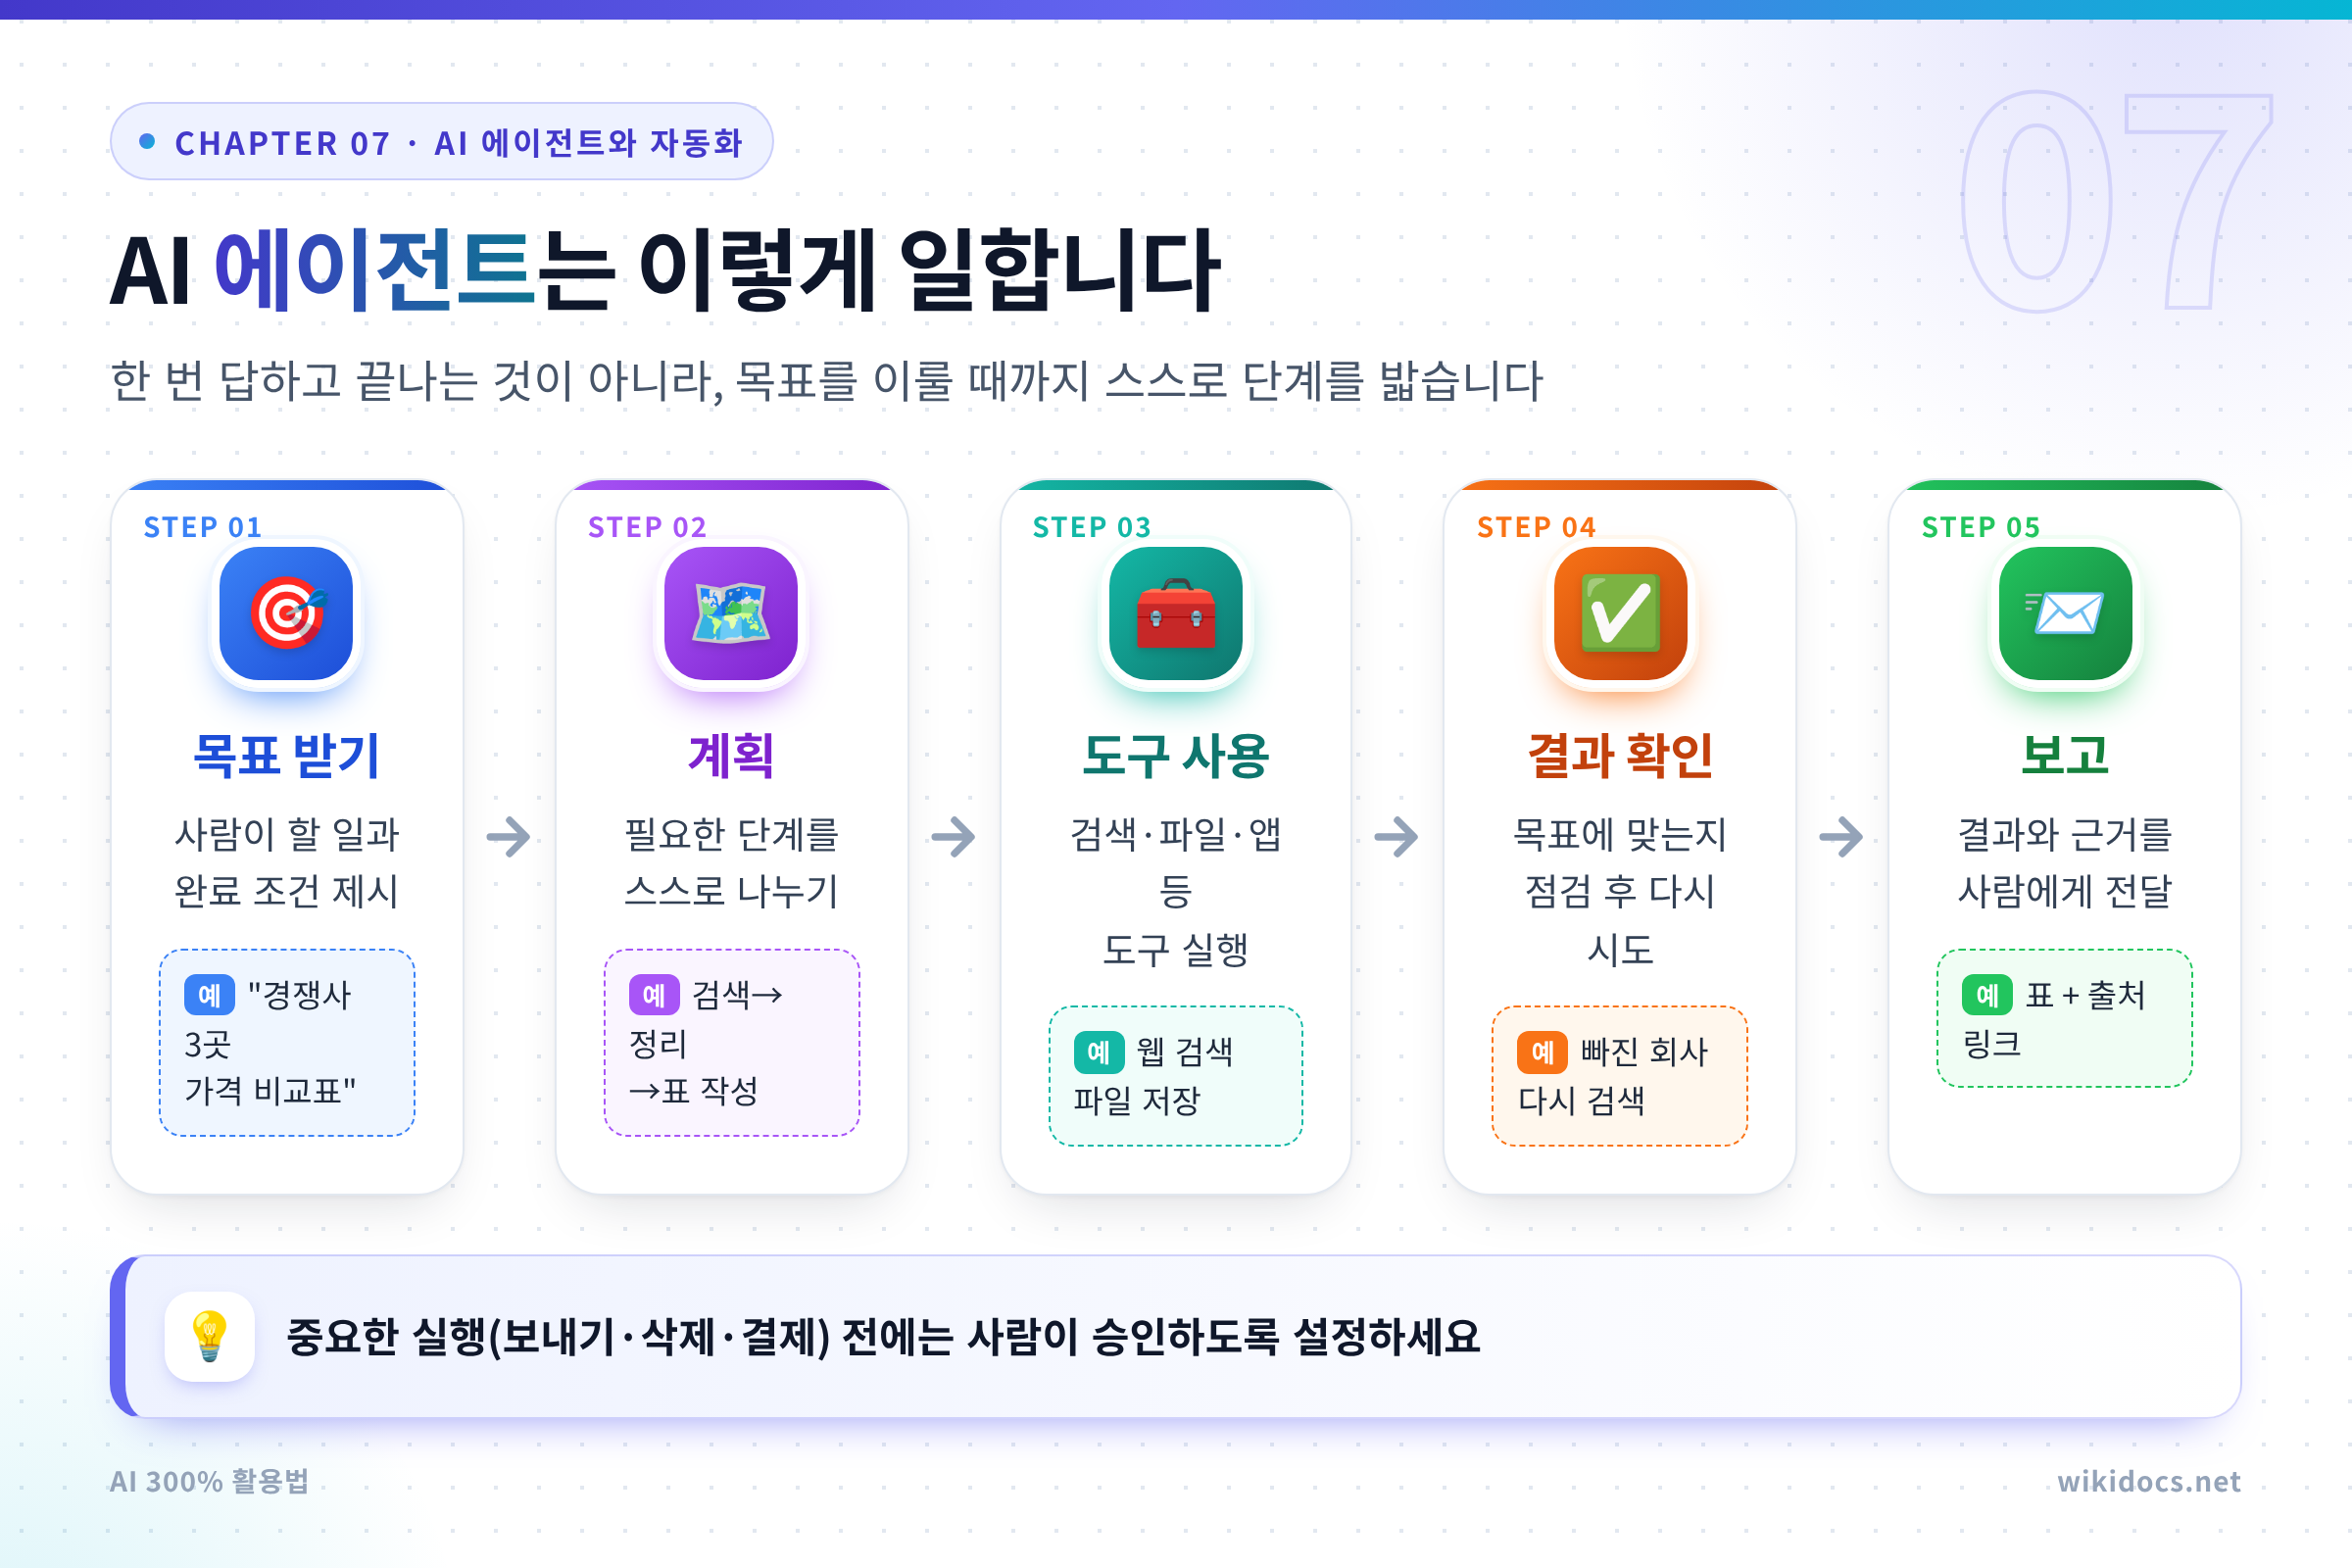 CHAPTER 07 · AI 에이전트와 자동화
07
AI 에이전트는 이렇게 일합니다
한 번 답하고 끝나는 것이 아니라, 목표를 이룰 때까지 스스로 단계를 밟습니다
STEP 01
목표 받기
사람이 할 일과
완료 조건 제시
예 "경쟁사
3곳
가격 비교표"
STEP 02
계획
필요한 단계를
스스로 나누기
예 검색→
정리
→표 작성
STEP 03
도구 사용
검색·파일·앱
등
도구 실행
예 웹 검색
파일 저장
STEP 04
결과 확인
목표에 맞는지
점검 후 다시
시도
예 빠진 회사
다시 검색
STEP 05
보고
결과와 근거를
사람에게 전달
예 표 + 출처
링크
중요한 실행(보내기·삭제·결제) 전에는 사람이 승인하도록 설정하세요
AI 300% 활용법
wikidocs.net